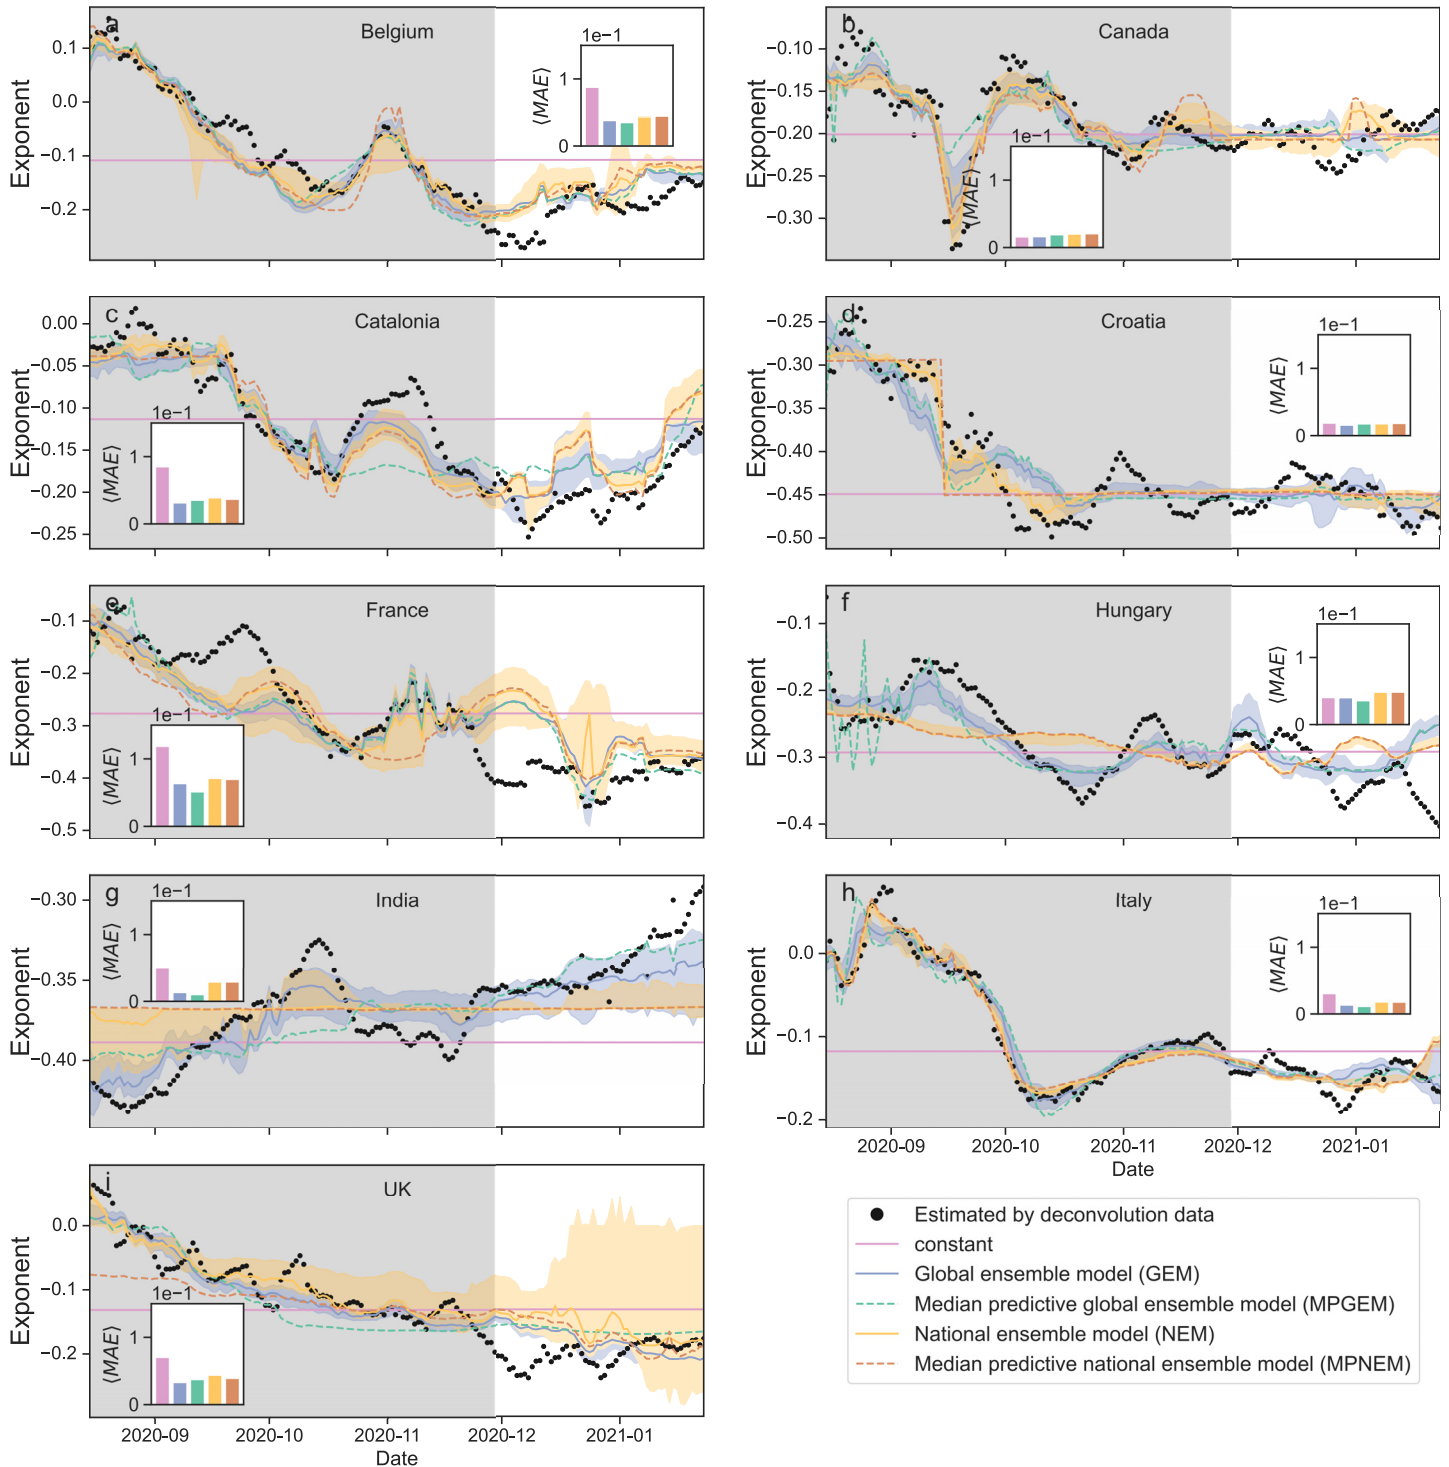 a
Belgium
Exponent
0.1
0.0
−0.1
−0.2
1e−1
⟨MAE⟩
1
0
b
Canada
Exponent
−0.10
−0.15
−0.20
−0.25
−0.30
⟨MAE⟩
1
0
1e−1
c
Catalonia
Exponent
0.00
−0.05
−0.10
−0.15
−0.20
−0.25
1e−1
⟨MAE⟩
1
0
d
Croatia
Exponent
−0.25
−0.30
−0.35
−0.40
−0.45
−0.50
1e−1
⟨MAE⟩
1
0
e
France
Exponent
−0.1
−0.2
−0.3
−0.4
−0.5
1e−1
⟨MAE⟩
1
0
f
Hungary
Exponent
−0.1
−0.2
−0.3
−0.4
1e−1
⟨MAE⟩
1
0
g
India
Exponent
−0.30
−0.35
−0.40
1e−1
⟨MAE⟩
1
0
h
Italy
Exponent
0.0
−0.1
−0.2
1e−1
⟨MAE⟩
1
0
2020-09 2020-10 2020-11 2020-12 2021-01
Date
i
UK
Exponent
0.0
−0.1
−0.2
1e−1
⟨MAE⟩
1
0
2020-09 2020-10 2020-11 2020-12 2021-01
Date
Estimated by deconvolution data
constant
Global ensemble model (GEM)
Median predictive global ensemble model (MPGEM)
National ensemble model (NEM)
Median predictive national ensemble model (MPNEM)